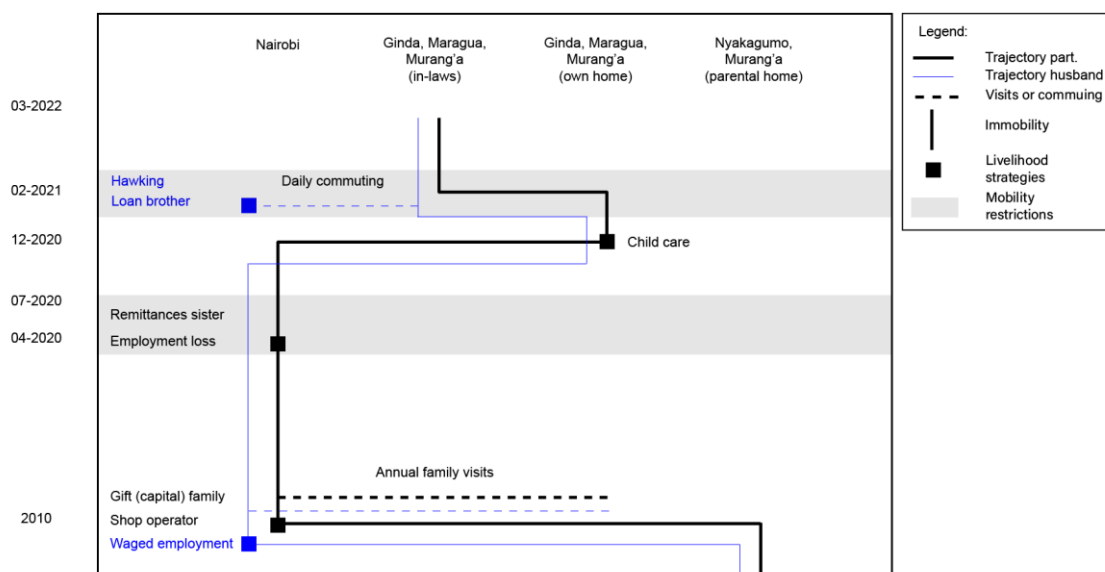 Nairobi
Ginda, Maragua,
Murang'a
(in-laws)
Ginda, Maragua,
Murang'a
(own home)
Nyakagumo,
Murang'a
(parental home)
Legend:
Trajectory part.
Trajectory husband
Visits or commuing
Immobility
Livelihood
strategies
Mobility
restrictions
03-2022
02-2021
Hawking
Loan brother
Daily commuting
12-2020
Child care
07-2020
Remittances sister
04-2020
Employment loss
Annual family visits
Gift (capital) family
2010
Shop operator
Waged employment